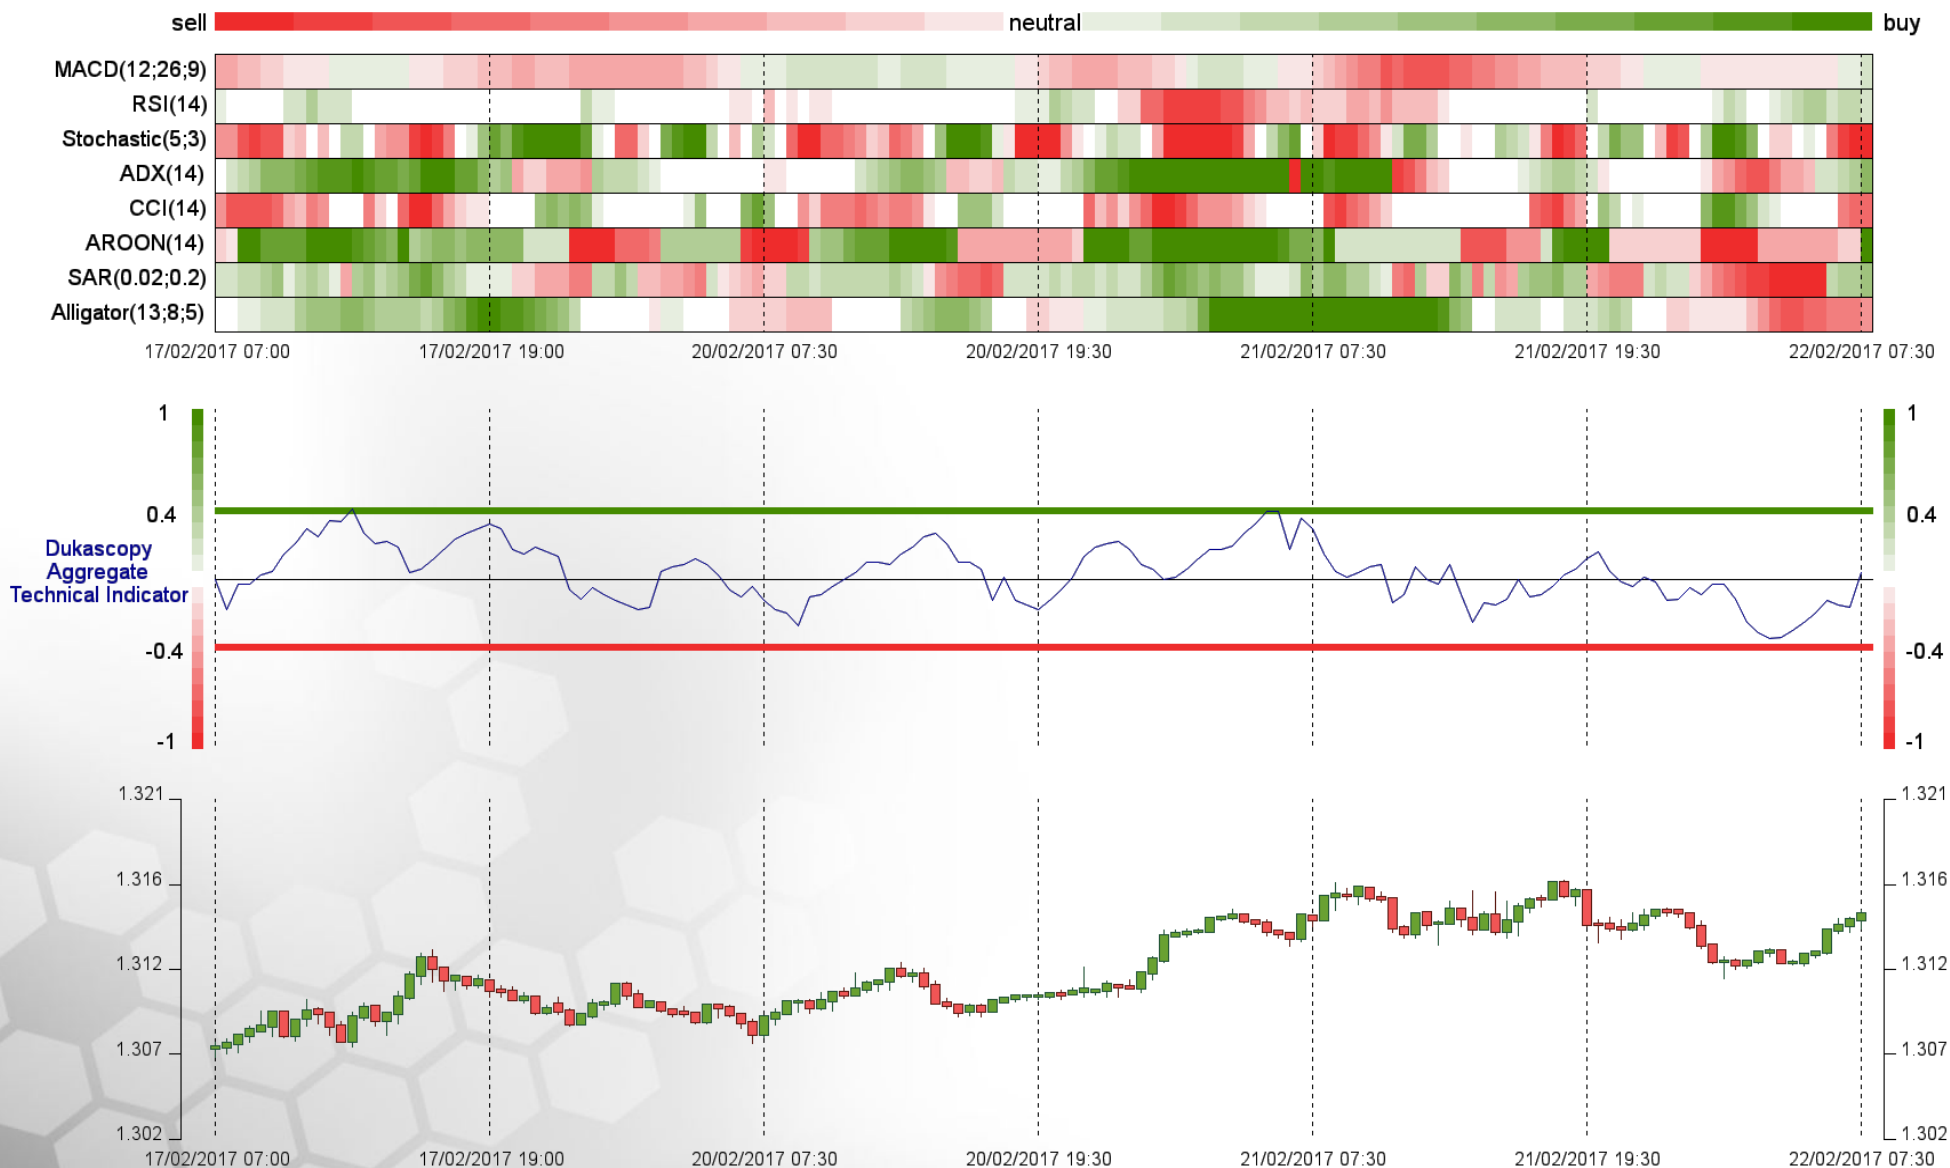 sell neutral buy
MACD(12;26;9)
RSI(14)
Stochastic(5;3)
ADX(14)
CCI(14)
AROON(14)
SAR(0.02;0.2)
Alligator(13;8;5)
17/02/2017 07:00 17/02/2017 19:00 20/02/2017 07:30 20/02/2017 19:30 21/02/2017 07:30 21/02/2017 19:30 22/02/2017 07:30
1 1
0.4 0.4
Dukascopy
Aggregate
Technical Indicator
-0.4 -0.4
-1 -1
1.321 1.321
1.316 1.316
1.312 1.312
1.307 1.307
1.302 1.302
17/02/2017 07:00 17/02/2017 19:00 20/02/2017 07:30 20/02/2017 19:30 21/02/2017 07:30 21/02/2017 19:30 22/02/2017 07:30